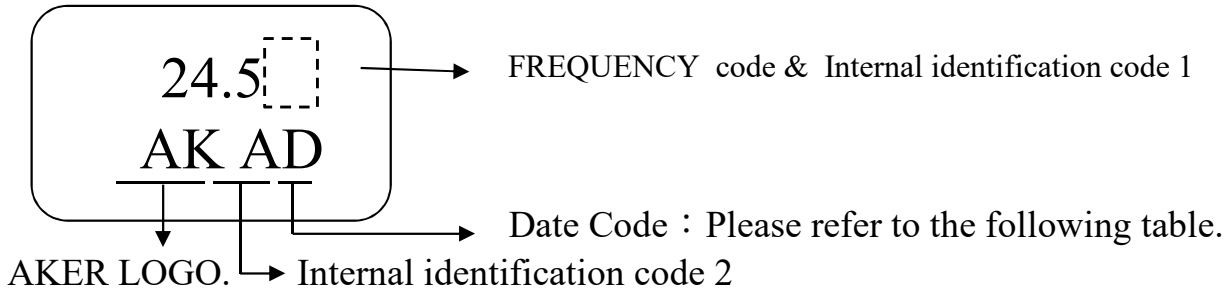 24.5
FREQUENCY code & Internal identification code 1
AK AD
Date Code：Please refer to the following table.
AKER LOGO.
Internal identification code 2